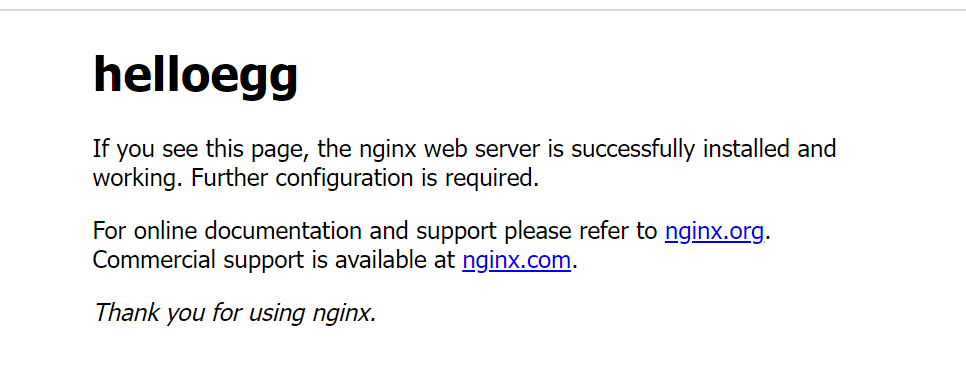 helloegg
If you see this page, the nginx web server is successfully installed and
working. Further configuration is required.
For online documentation and support please refer to nginx.org.
Commercial support is available at nginx.com.
Thank you for using nginx.